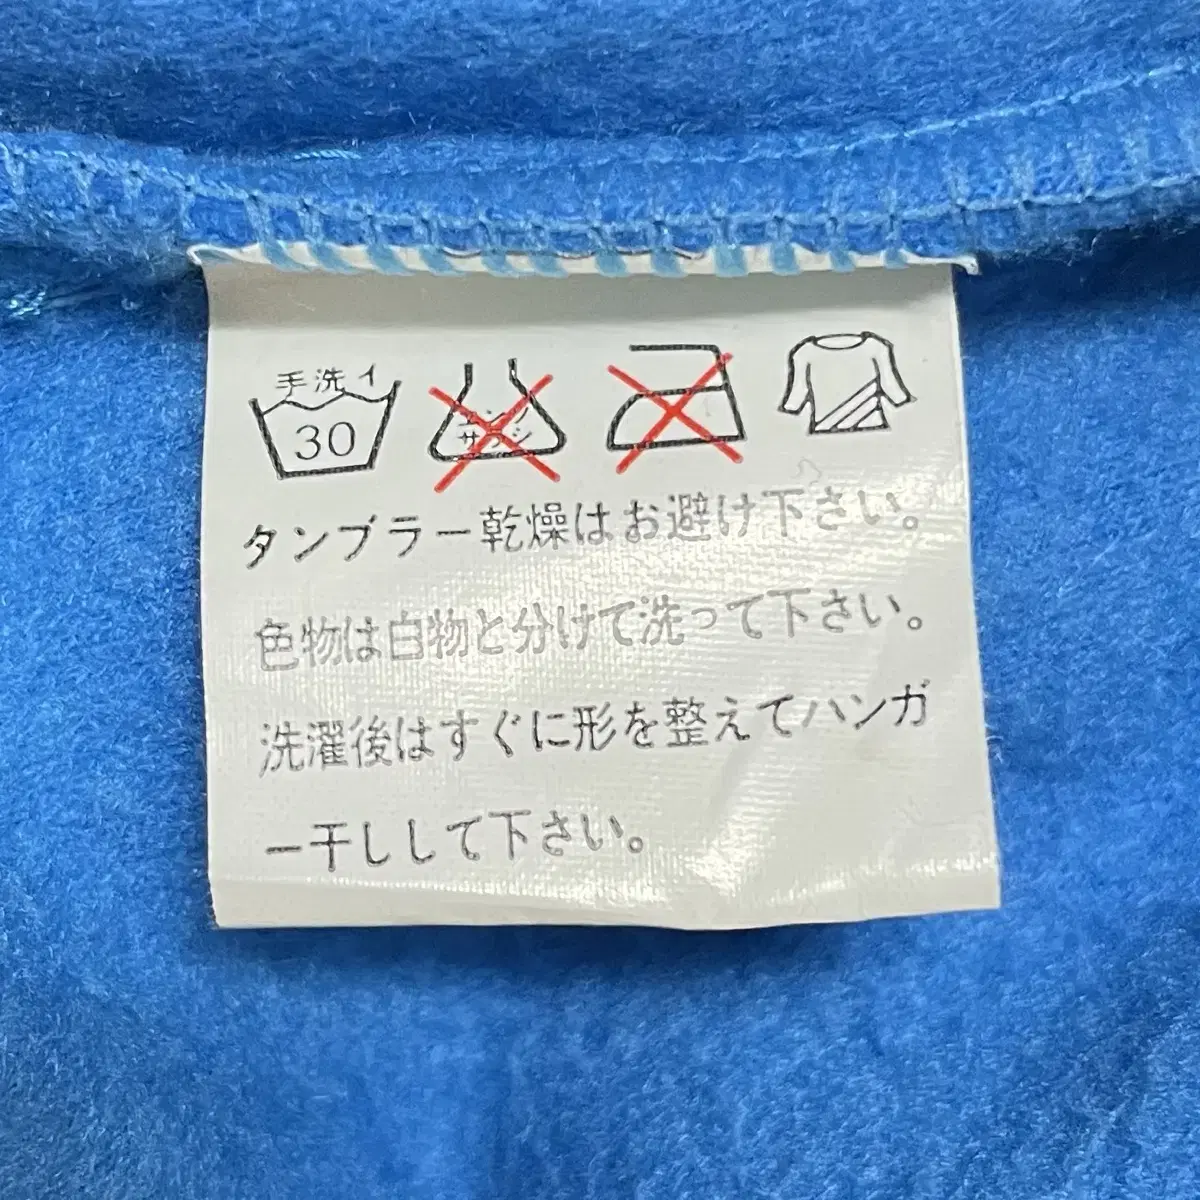 手洗イ
30
エンソ
サラシ
タンブラー乾燥はお避け下さい。
色物は白物と分けて洗って下さい。
洗濯後はすぐに形を整えてハンガ
ー干しして下さい。